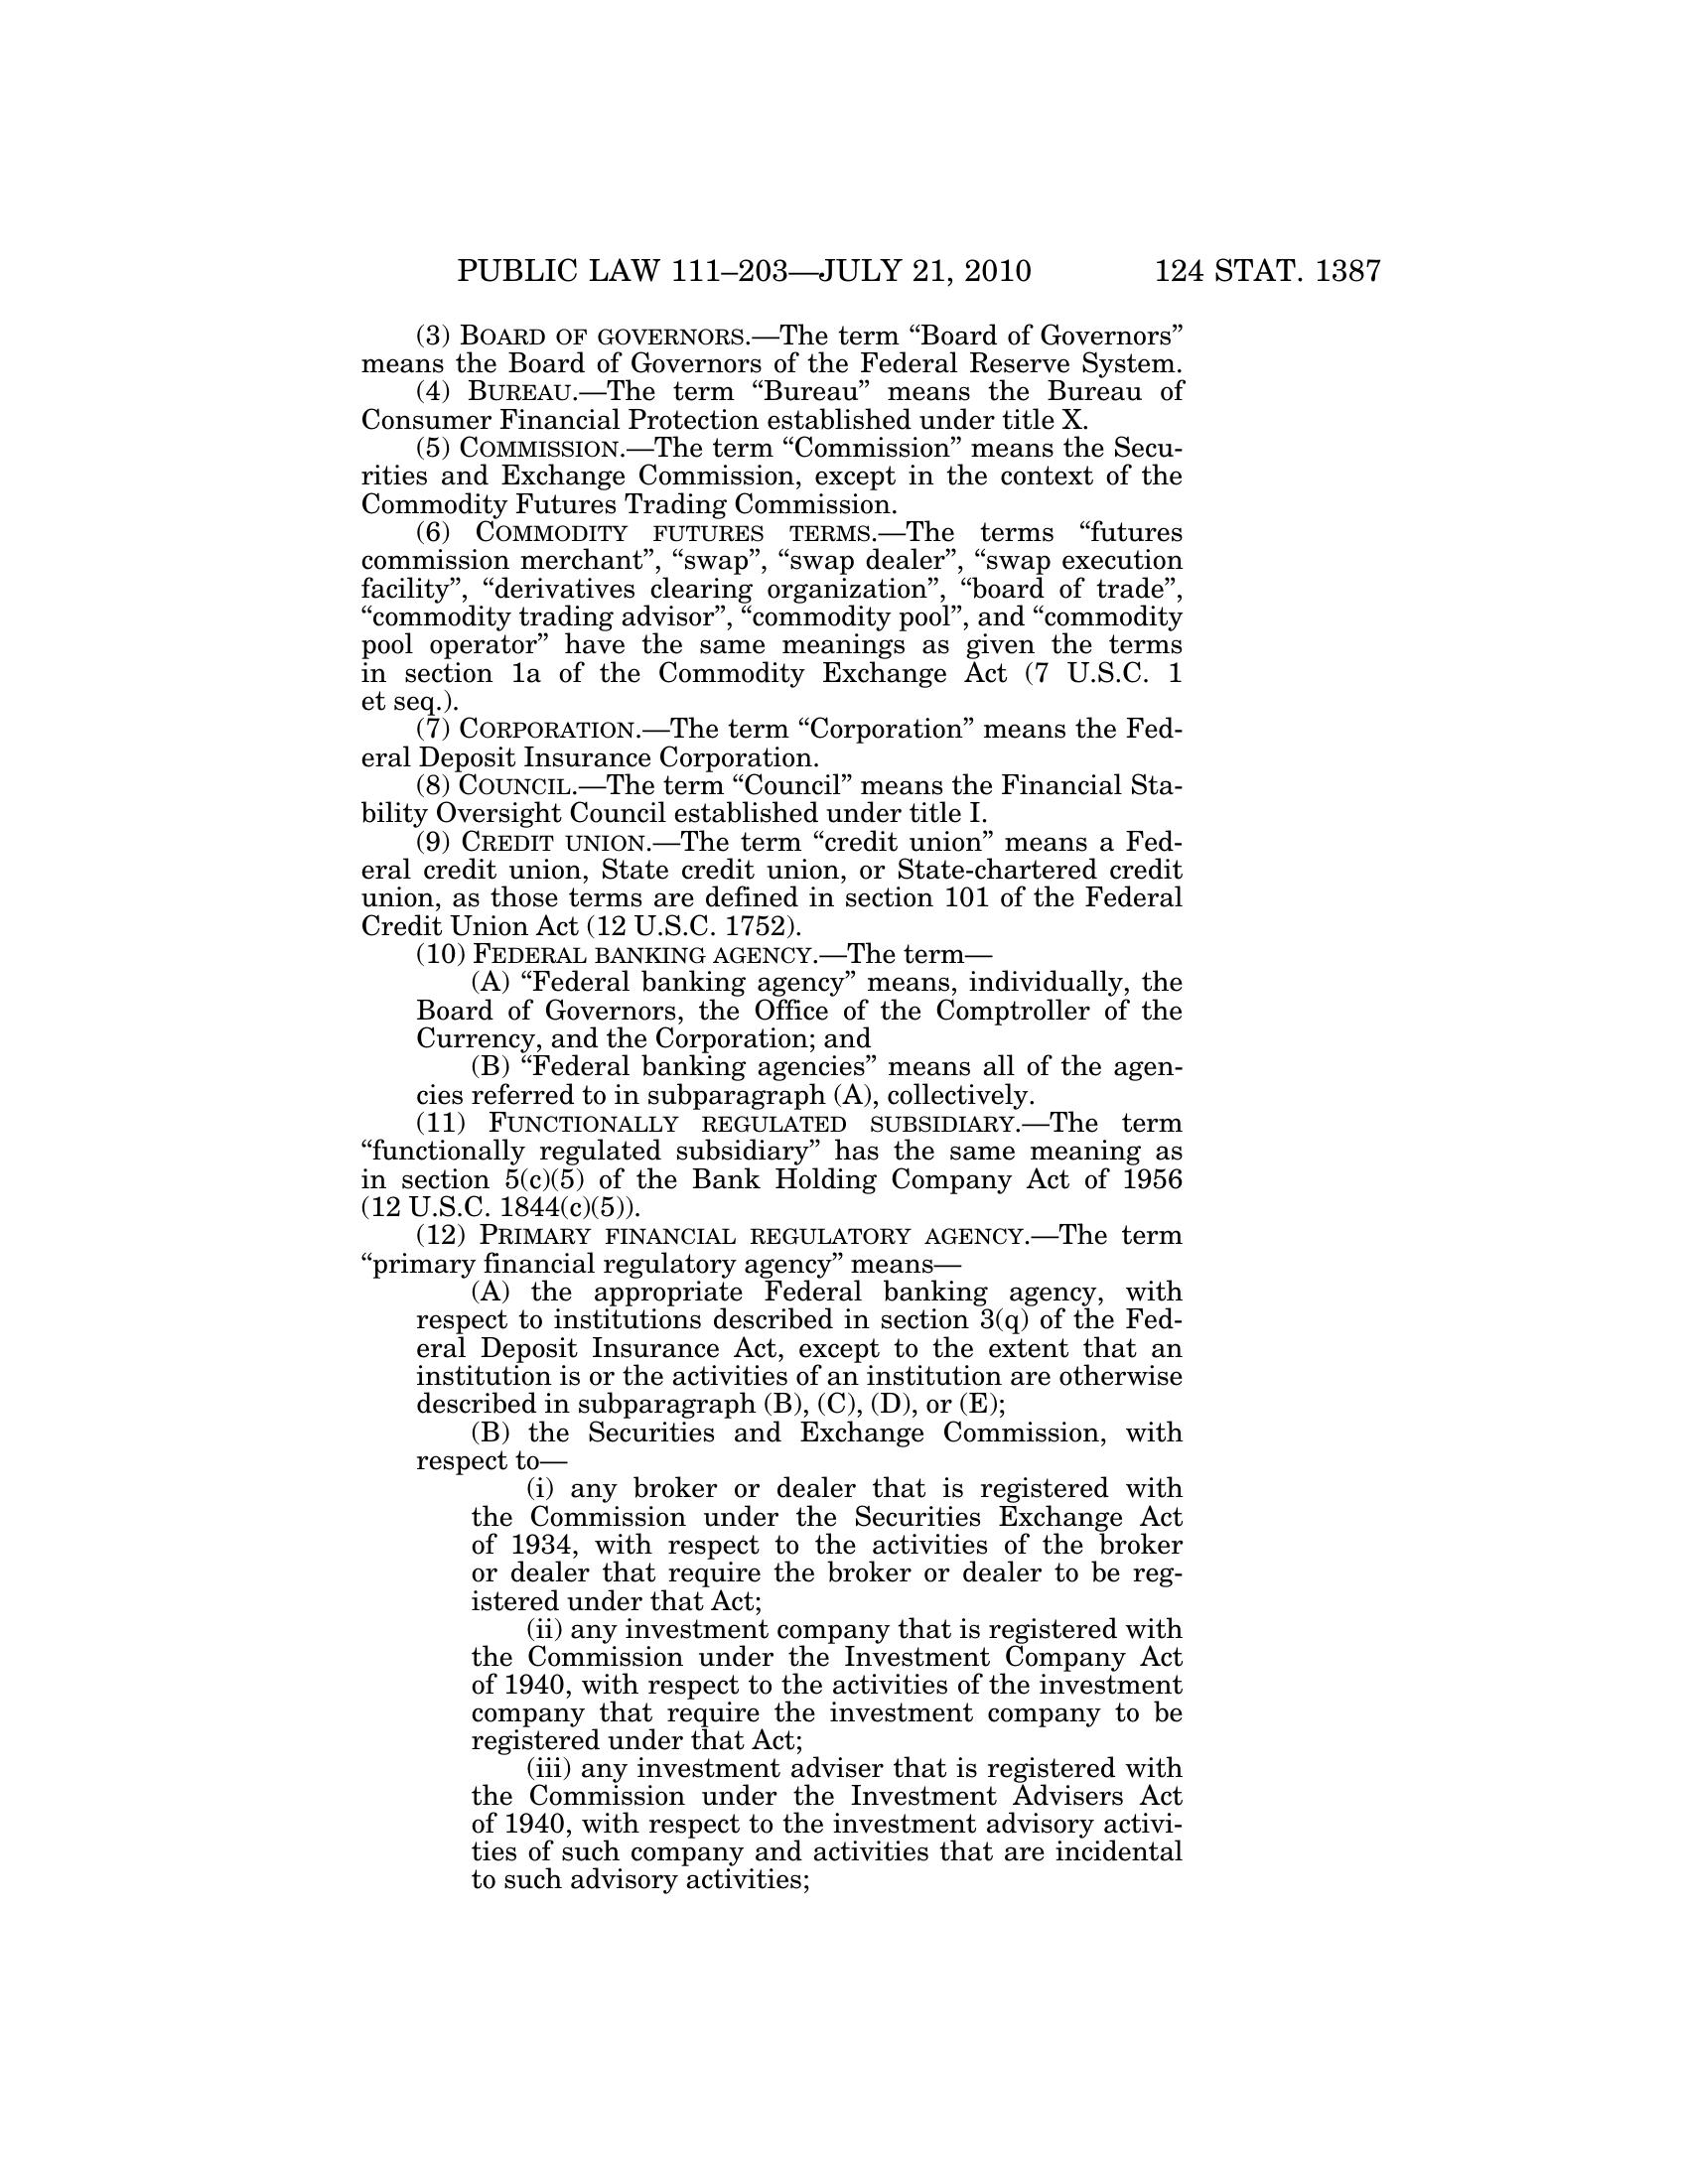 PUBLIC LAW 111–203—JULY 21, 2010 124 STAT. 1387
(3) BOARD OF GOVERNORS.—The term “Board of Governors”
means the Board of Governors of the Federal Reserve System.
(4) BUREAU.—The term “Bureau” means the Bureau of
Consumer Financial Protection established under title X.
(5) COMMISSION.—The term “Commission” means the Secu-
rities and Exchange Commission, except in the context of the
Commodity Futures Trading Commission.
(6) COMMODITY FUTURES TERMS.—The terms “futures
commission merchant”, “swap”, “swap dealer”, “swap execution
facility”, “derivatives clearing organization”, “board of trade”,
“commodity trading advisor”, “commodity pool”, and “commodity
pool operator” have the same meanings as given the terms
in section 1a of the Commodity Exchange Act (7 U.S.C. 1
et seq.).
(7) CORPORATION.—The term “Corporation” means the Fed-
eral Deposit Insurance Corporation.
(8) COUNCIL.—The term “Council” means the Financial Sta-
bility Oversight Council established under title I.
(9) CREDIT UNION.—The term “credit union” means a Fed-
eral credit union, State credit union, or State-chartered credit
union, as those terms are defined in section 101 of the Federal
Credit Union Act (12 U.S.C. 1752).
(10) FEDERAL BANKING AGENCY.—The term—
(A) “Federal banking agency” means, individually, the
Board of Governors, the Office of the Comptroller of the
Currency, and the Corporation; and
(B) “Federal banking agencies” means all of the agen-
cies referred to in subparagraph (A), collectively.
(11) FUNCTIONALLY REGULATED SUBSIDIARY.—The term
“functionally regulated subsidiary” has the same meaning as
in section 5(c)(5) of the Bank Holding Company Act of 1956
(12 U.S.C. 1844(c)(5)).
(12) PRIMARY FINANCIAL REGULATORY AGENCY.—The term
“primary financial regulatory agency” means—
(A) the appropriate Federal banking agency, with
respect to institutions described in section 3(q) of the Fed-
eral Deposit Insurance Act, except to the extent that an
institution is or the activities of an institution are otherwise
described in subparagraph (B), (C), (D), or (E);
(B) the Securities and Exchange Commission, with
respect to—
(i) any broker or dealer that is registered with
the Commission under the Securities Exchange Act
of 1934, with respect to the activities of the broker
or dealer that require the broker or dealer to be reg-
istered under that Act;
(ii) any investment company that is registered with
the Commission under the Investment Company Act
of 1940, with respect to the activities of the investment
company that require the investment company to be
registered under that Act;
(iii) any investment adviser that is registered with
the Commission under the Investment Advisers Act
of 1940, with respect to the investment advisory activi-
ties of such company and activities that are incidental
to such advisory activities;